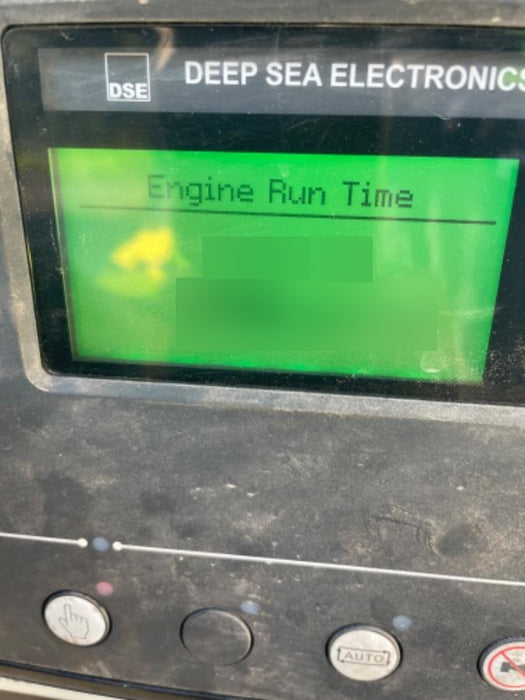 DSE
DEEP SEA ELECTRONICS
Engine Run Time
AUTO